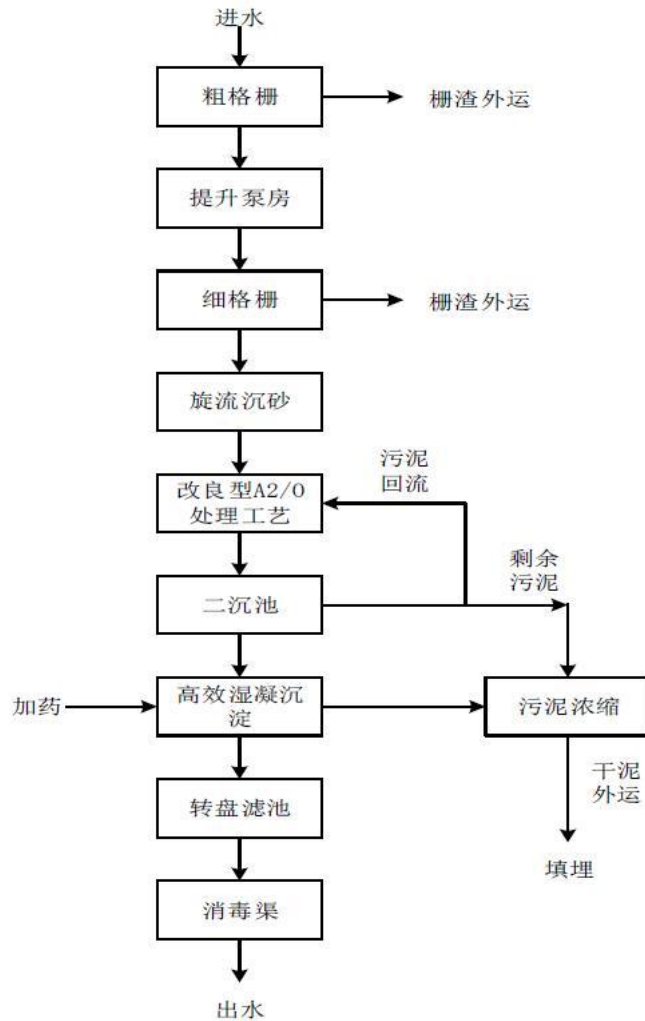 进水
粗格栅
栅渣外运
提升泵房
细格栅
栅渣外运
旋流沉砂
污泥
回流
改良型A2/O
处理工艺
剩余
污泥
二沉池
加药
高效湿凝沉
淀
污泥浓缩
干泥
外运
转盘滤池
填埋
消毒渠
出水